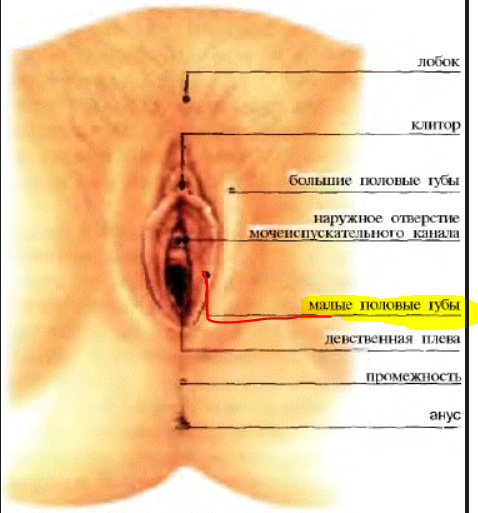 лобок
клитор
большие половые губы
наружное отверстие
мочеиспускательного канала
малые половые губы
девственная плева
промежность
анус